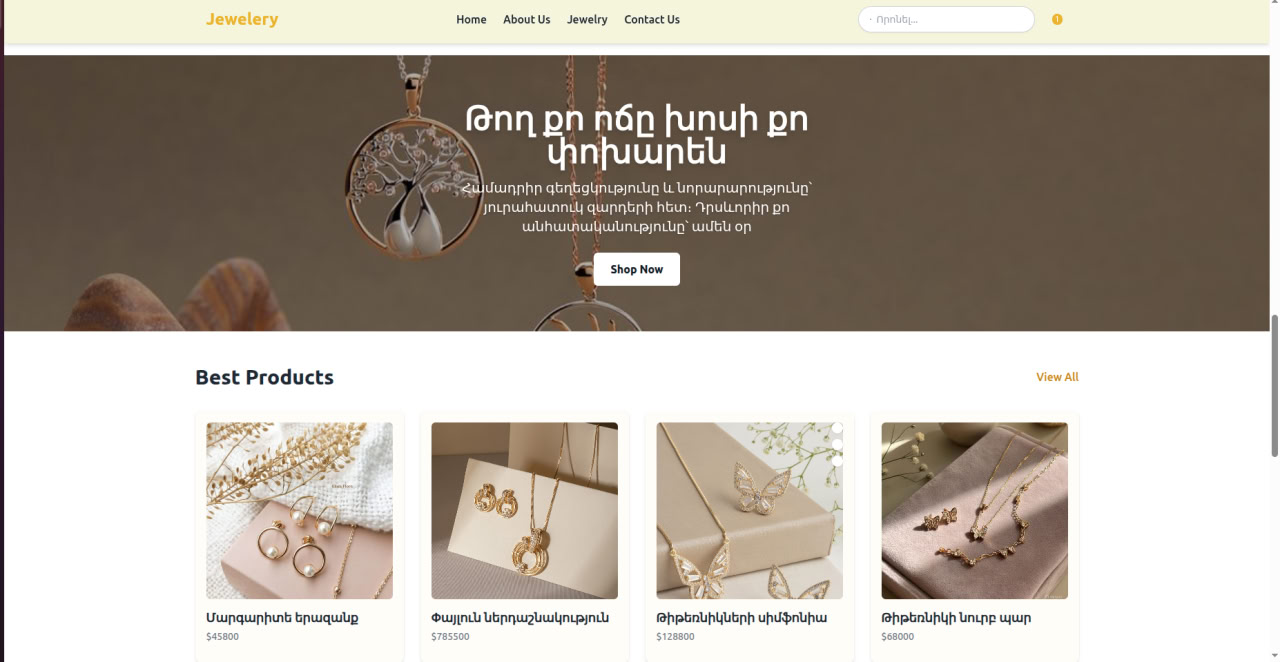 Jewelery
Home About Us Jewelry Contact Us
Որոնել...
1
Թող քո ոճը խոսի քո
փոխարեն
Համադրիր գեղեցկությունը և նորարարությունը՝
յուրահատուկ զարդերի հետ։ Դրսևորիր քո
անհատականությունը՝ ամեն օր
Shop Now
Best Products
View All
Մարգարիտե երազանք
$45800
Փայլուն ներդաշնակություն
$785500
Թիթեռնիկների սիմֆոնիա
$128800
Թիթեռնիկի նուրբ պար
$68000